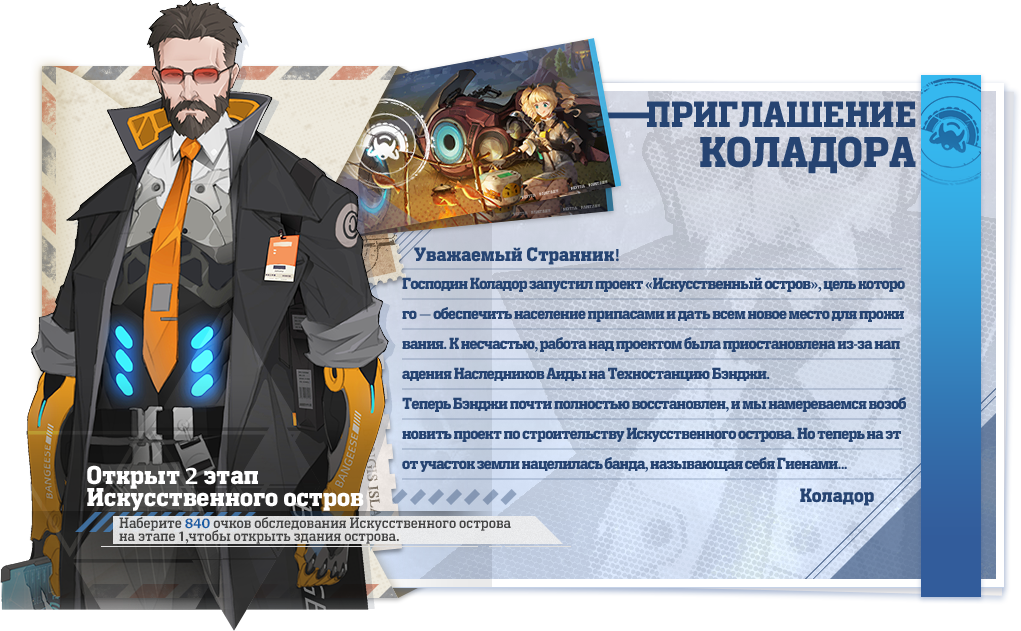 ПРИГЛАШЕНИЕ
КОЛАДОРА
Уважаемый Странник!
Господин Коладор запустил проект «Искусственный остров», цель которо
го — обеспечить население припасами и дать всем новое место для прожи
вания. К несчастью, работа над проектом была приостановлена из-за нап
адения Наследников Аиды на Техностанцию Бэнджи.
Теперь Бэнджи почти полностью восстановлен, и мы намереваемся возоб
новить проект по строительству Искусственного острова. Но теперь на эт
от участок земли нацелилась банда, называющая себя Гиенами...
Коладор
Открыт 2 этап
Искусственного остров
Наберите 840 очков обследования Искусственного острова
на этапе 1,чтобы открыть здания острова.
BANGEESE
BANGEESE